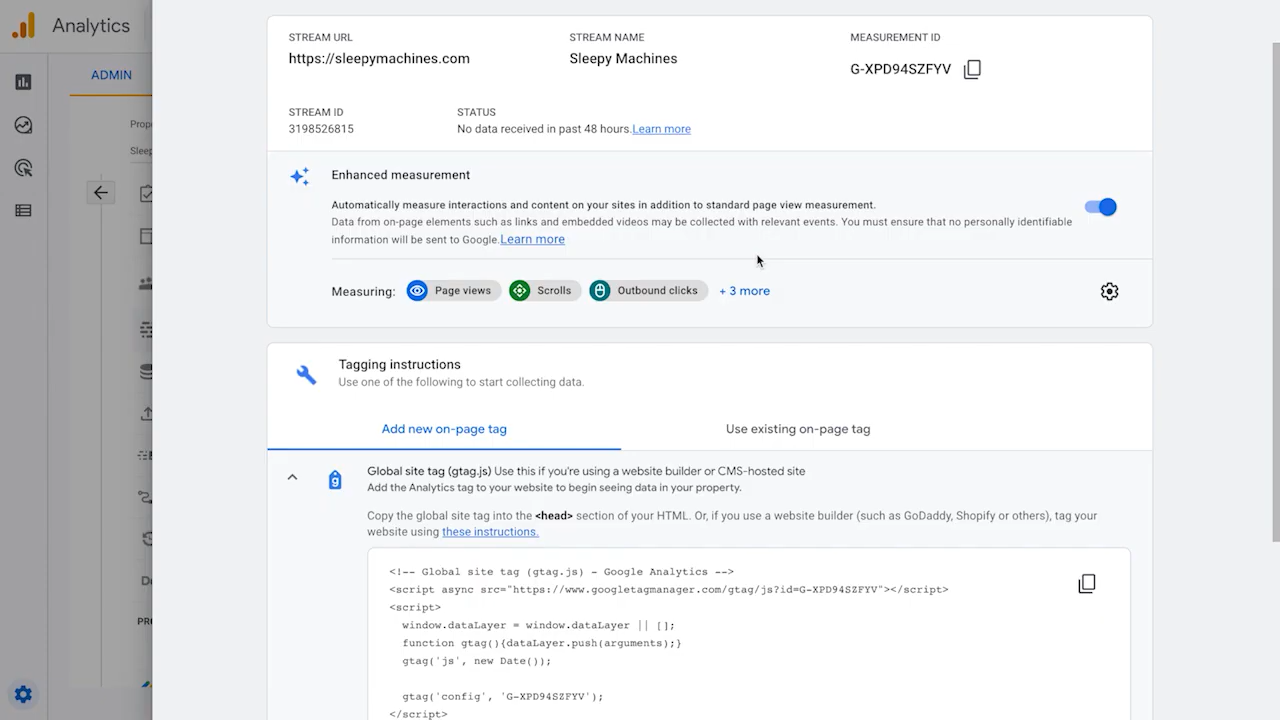 Analytics
ADMIN
Prope
Sleep
De
PRO
STREAM URL
https://sleepymachines.com
STREAM NAME
Sleepy Machines
MEASUREMENT ID
G-XPD94SZFYV
STREAM ID
3198526815
STATUS
No data received in past 48 hours.Learn more
Enhanced measurement
Automatically measure interactions and content on your sites in addition to standard page view measurement.
Data from on-page elements such as links and embedded videos may be collected with relevant events. You must ensure that no personally identifiable
information will be sent to Google.Learn more
Measuring: Page views Scrolls Outbound clicks + 3 more
Tagging instructions
Use one of the following to start collecting data.
Add new on-page tag Use existing on-page tag
g Global site tag (gtag.js) Use this if you're using a website builder or CMS-hosted site
Add the Analytics tag to your website to begin seeing data in your property.
Copy the global site tag into the <head> section of your HTML. Or, if you use a website builder (such as GoDaddy, Shopify or others), tag your
website using these instructions.
<!-- Global site tag (gtag.js) - Google Analytics -->
<script async src="https://www.googletagmanager.com/gtag/js?id=G-XPD94SZFYV"></script>
<script>
window.dataLayer = window.dataLayer || [];
function gtag(){dataLayer.push(arguments);}
gtag('js', new Date());
gtag('config', 'G-XPD94SZFYV');
</script>